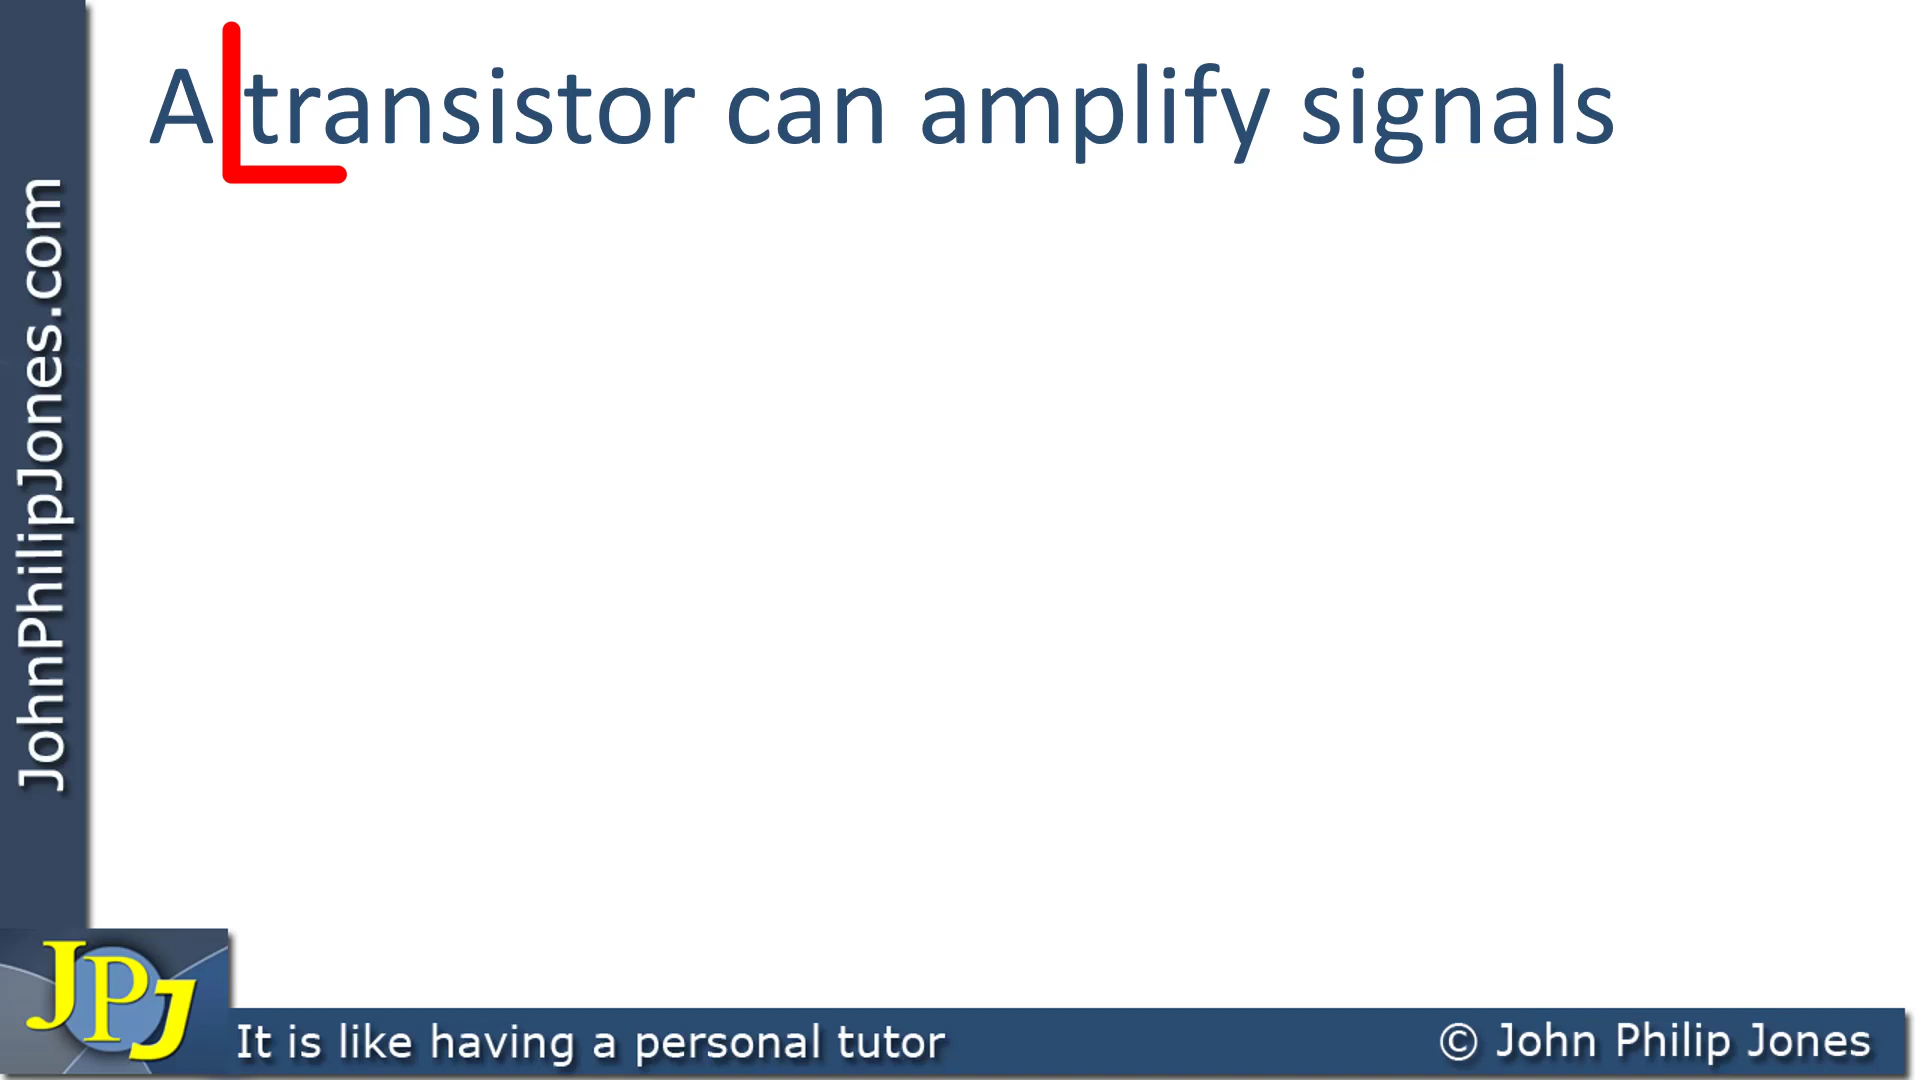 A transistor can amplify signals
JohnPhilipJones.com
JPJ
It is like having a personal tutor
© John Philip Jones